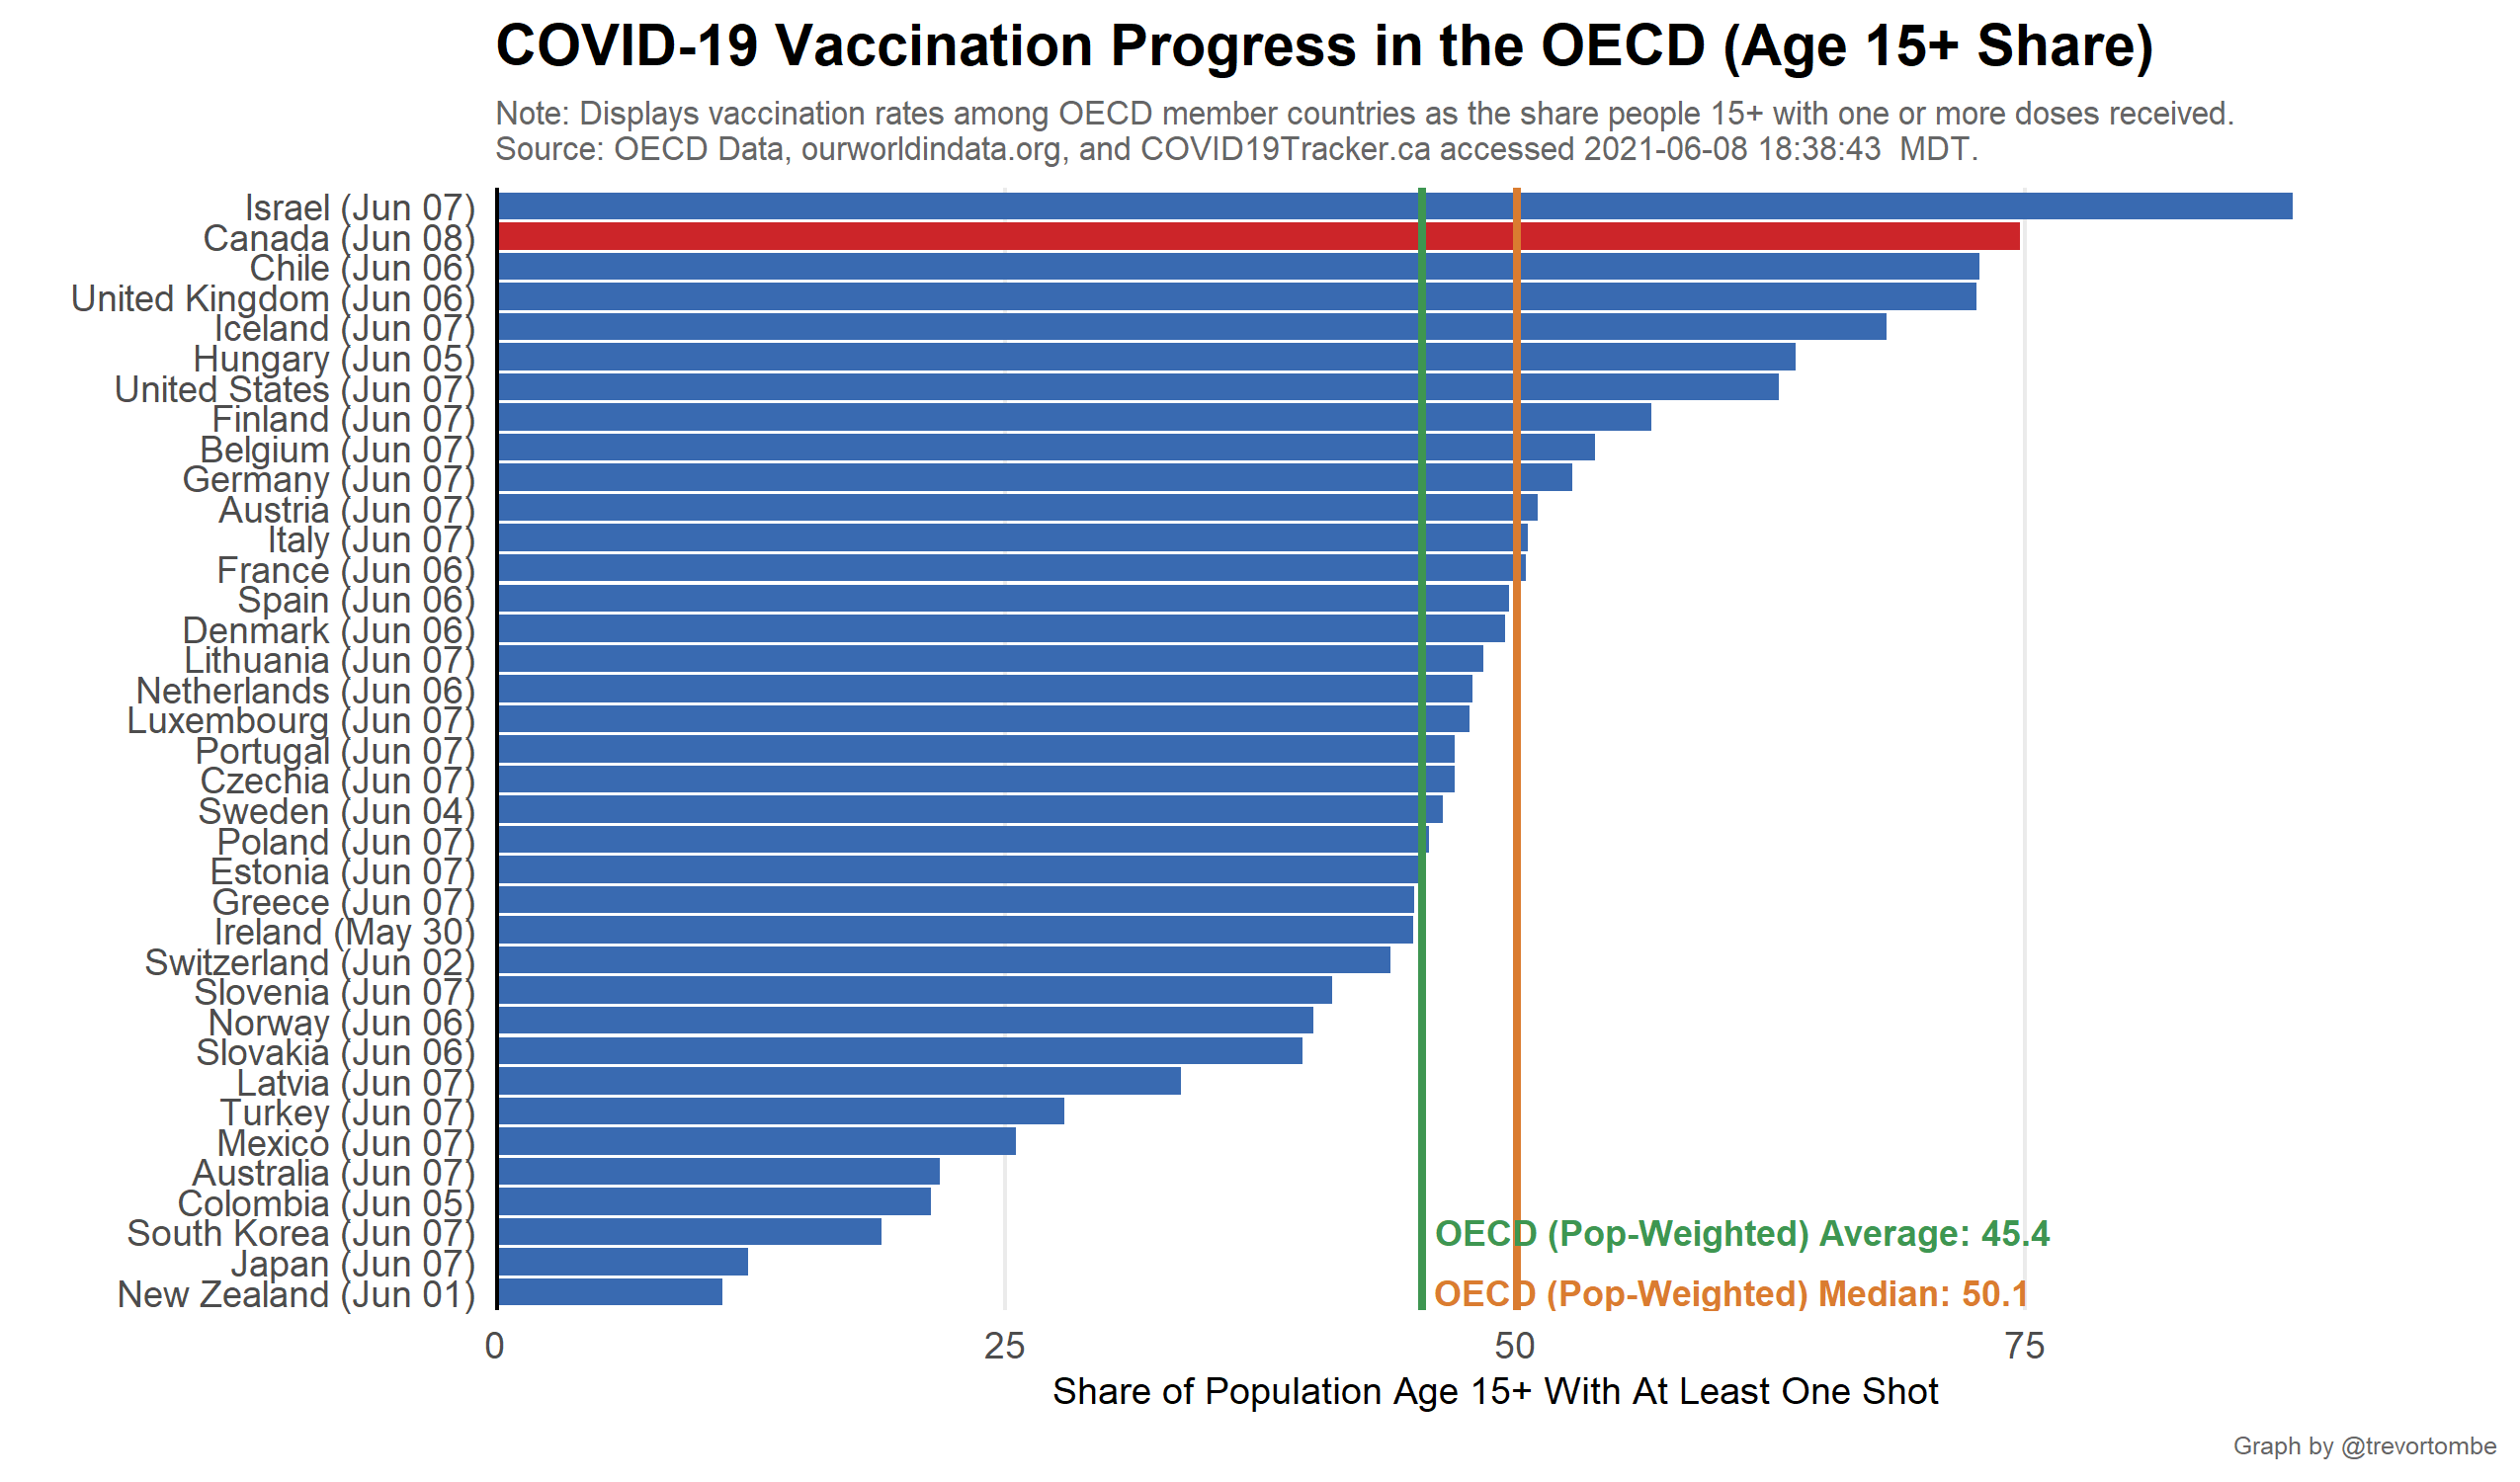 COVID-19 Vaccination Progress in the OECD (Age 15+ Share)
Note: Displays vaccination rates among OECD member countries as the share people 15+ with one or more doses received.
Source: OECD Data, ourworldindata.org, and COVID19Tracker.ca accessed 2021-06-08 18:38:43  MDT.
Israel (Jun 07)
Canada (Jun 08)
Chile (Jun 06)
United Kingdom (Jun 06)
Iceland (Jun 07)
Hungary (Jun 05)
United States (Jun 07)
Finland (Jun 07)
Belgium (Jun 07)
Germany (Jun 07)
Austria (Jun 07)
Italy (Jun 07)
France (Jun 06)
Spain (Jun 06)
Denmark (Jun 06)
Lithuania (Jun 07)
Netherlands (Jun 06)
Luxembourg (Jun 07)
Portugal (Jun 07)
Czechia (Jun 07)
Sweden (Jun 04)
Poland (Jun 07)
Estonia (Jun 07)
Greece (Jun 07)
Ireland (May 30)
Switzerland (Jun 02)
Slovenia (Jun 07)
Norway (Jun 06)
Slovakia (Jun 06)
Latvia (Jun 07)
Turkey (Jun 07)
Mexico (Jun 07)
Australia (Jun 07)
Colombia (Jun 05)
South Korea (Jun 07)
Japan (Jun 07)
New Zealand (Jun 01)
OECD (Pop-Weighted) Average: 45.4
OECD (Pop-Weighted) Median: 50.1
0 25 50 75
Share of Population Age 15+ With At Least One Shot
Graph by @trevortombe